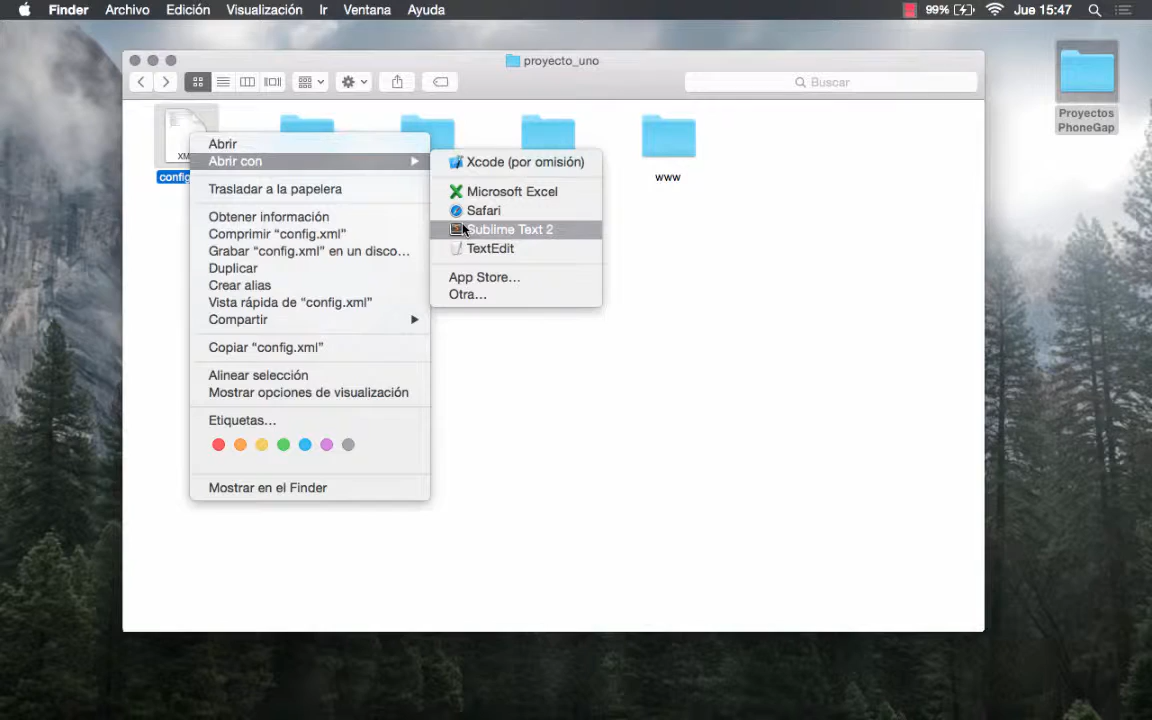 Finder Archivo Edición Visualización Ir Ventana Ayuda 99% Jue 15:47
proyecto_uno
Buscar
Proyectos
PhoneGap
XM
config
www
Abrir
Abrir con
Trasladar a la papelera
Obtener información
Comprimir “config.xml”
Grabar “config.xml” en un disco...
Duplicar
Crear alias
Vista rápida de “config.xml”
Compartir
Copiar “config.xml”
Alinear selección
Mostrar opciones de visualización
Etiquetas...
Mostrar en el Finder
Xcode (por omisión)
Microsoft Excel
Safari
Sublime Text 2
TextEdit
App Store...
Otra...